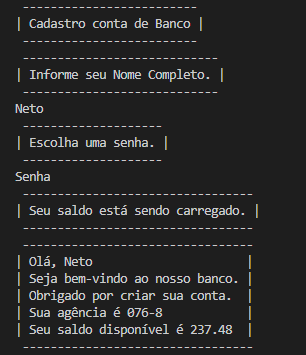 -------------------------
| Cadastro conta de Banco |
-------------------------
----------------------------
| Informe seu Nome Completo. |
----------------------------
Neto
--------------------
| Escolha uma senha. |
--------------------
Senha
---------------------------------
| Seu saldo está sendo carregado. |
---------------------------------
---------------------------------
| Olá, Neto |
| Seja bem-vindo ao nosso banco. |
| Obrigado por criar sua conta. |
| Sua agência é 076-8 |
| Seu saldo disponível é 237.48 |
---------------------------------